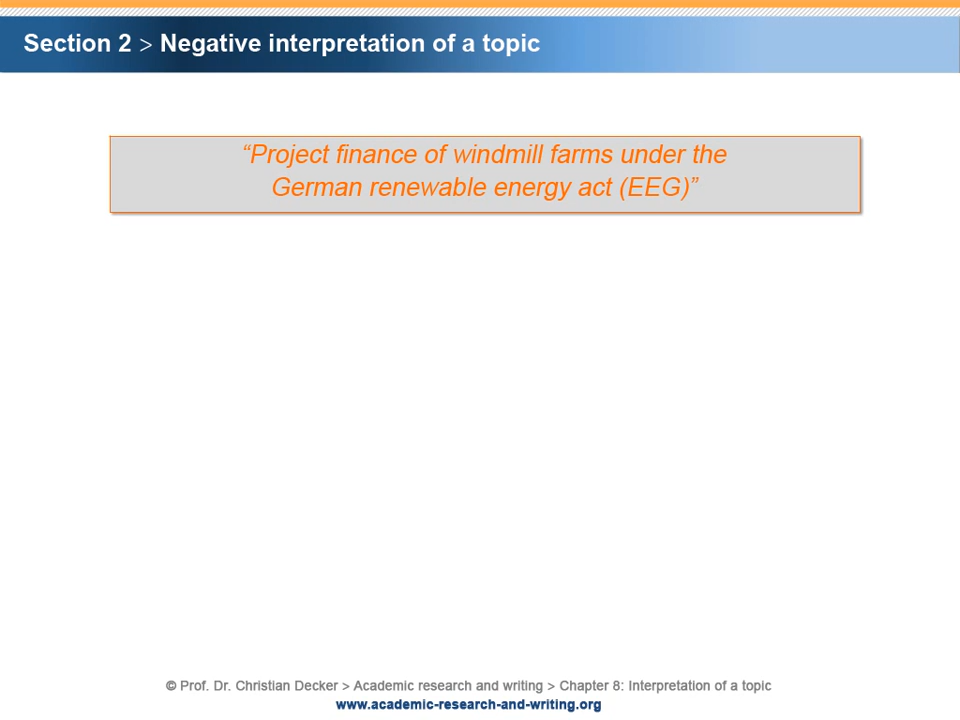 Section 2 > Negative interpretation of a topic
“Project finance of windmill farms under the
German renewable energy act (EEG)”
© Prof. Dr. Christian Decker > Academic research and writing > Chapter 8: Interpretation of a topic
www.academic-research-and-writing.org